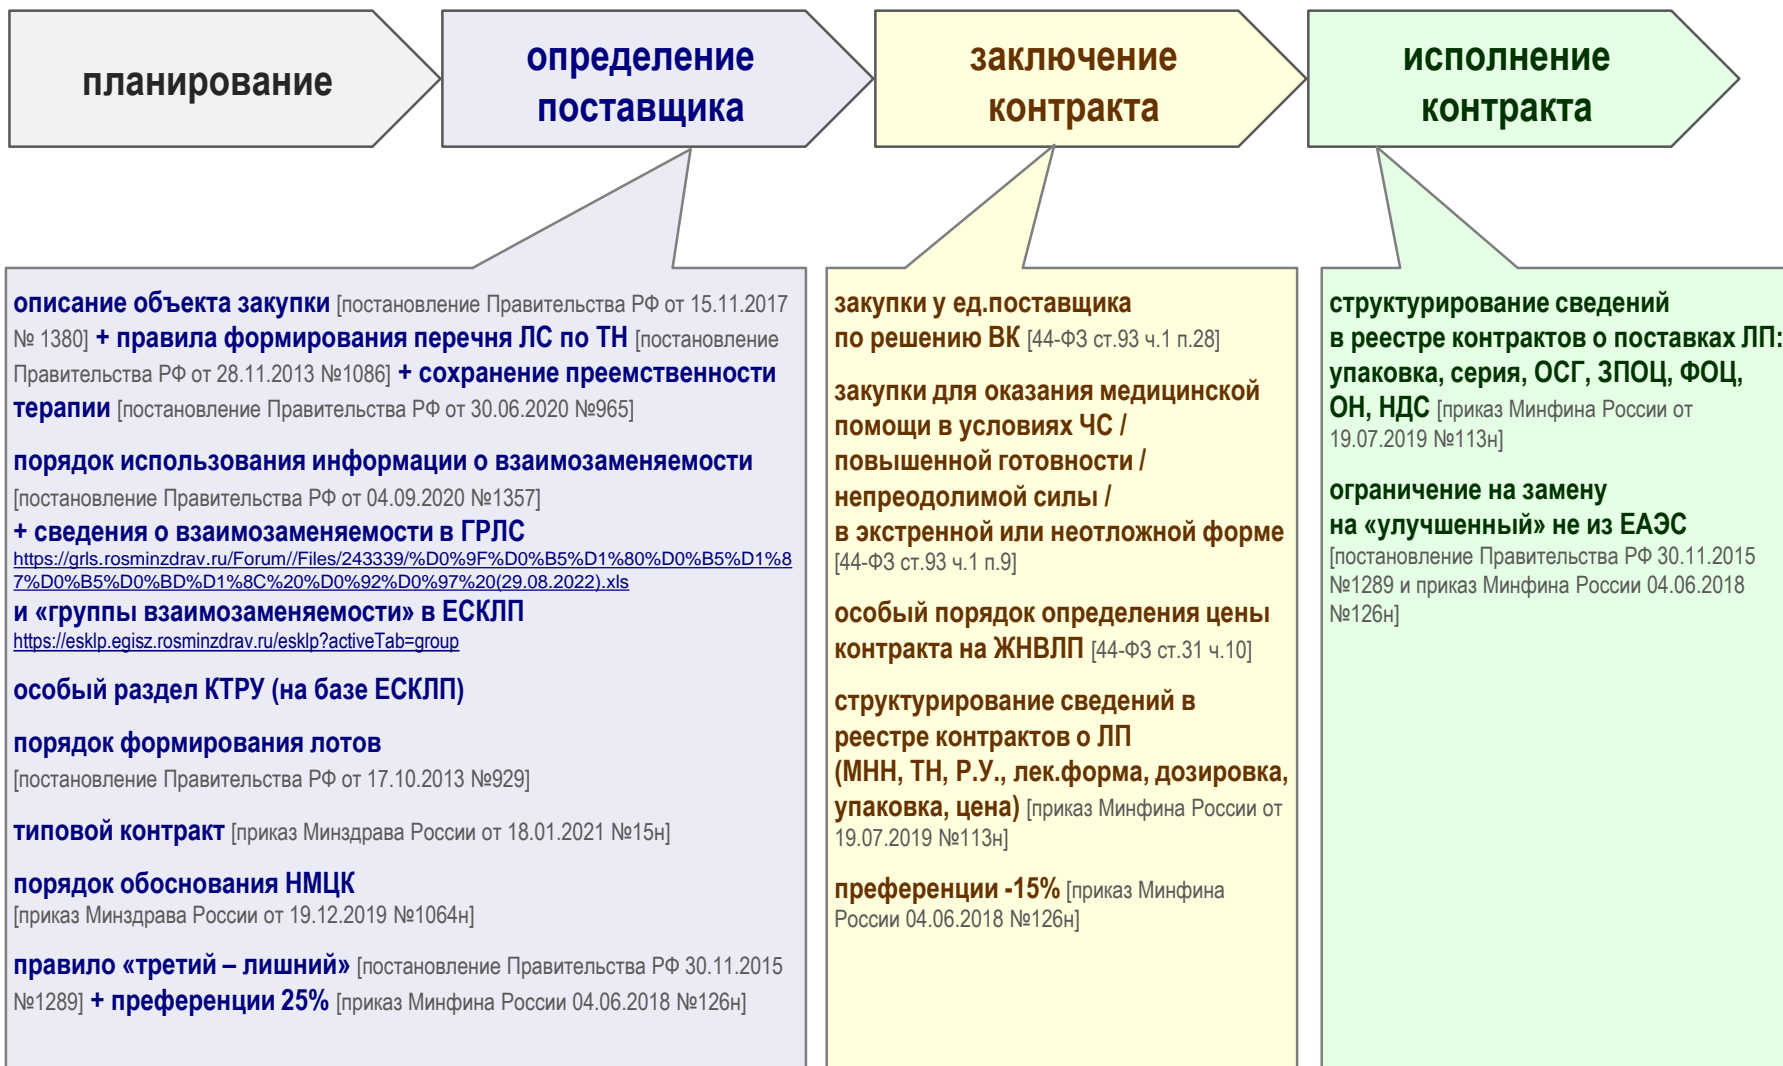 планирование
определение
поставщика
заключение
контракта
исполнение
контракта
описание объекта закупки [постановление Правительства РФ от 15.11.2017
№ 1380] + правила формирования перечня ЛС по ТН [постановление
Правительства РФ от 28.11.2013 №1086] + сохранение преемственности
терапии [постановление Правительства РФ от 30.06.2020 №965]
порядок использования информации о взаимозаменяемости
[постановление Правительства РФ от 04.09.2020 №1357]
+ сведения о взаимозаменяемости в ГРЛС
https://grls.rosminzdrav.ru/Forum//Files/243339/%D0%9F%D0%B5%D1%80%D0%B5%D1%8
7%D0%B5%D0%BD%D1%8C%20%D0%92%D0%97%20(29.08.2022).xls
и «группы взаимозаменяемости» в ЕСКЛП
https://esklp.egisz.rosminzdrav.ru/esklp?activeTab=group
особый раздел КТРУ (на базе ЕСКЛП)
порядок формирования лотов
[постановление Правительства РФ от 17.10.2013 №929]
типовой контракт [приказ Минздрава России от 18.01.2021 №15н]
порядок обоснования НМЦК
[приказ Минздрава России от 19.12.2019 №1064н]
правило «третий – лишний» [постановление Правительства РФ 30.11.2015
№1289] + преференции 25% [приказ Минфина России 04.06.2018 №126н]
закупки у ед.поставщика
по решению ВК [44-ФЗ ст.93 ч.1 п.28]
закупки для оказания медицинской
помощи в условиях ЧС /
повышенной готовности /
непреодолимой силы /
в экстренной или неотложной форме
[44-ФЗ ст.93 ч.1 п.9]
особый порядок определения цены
контракта на ЖНВЛП [44-ФЗ ст.31 ч.10]
структурирование сведений в
реестре контрактов о ЛП
(МНН, ТН, Р.У., лек.форма, дозировка,
упаковка, цена) [приказ Минфина России от
19.07.2019 №113н]
преференции -15% [приказ Минфина
России 04.06.2018 №126н]
структурирование сведений
в реестре контрактов о поставках ЛП:
упаковка, серия, ОСГ, ЗПОЦ, ФОЦ,
ОН, НДС [приказ Минфина России от
19.07.2019 №113н]
ограничение на замену
на «улучшенный» не из ЕАЭС
[постановление Правительства РФ 30.11.2015
№1289 и приказ Минфина России 04.06.2018
№126н]